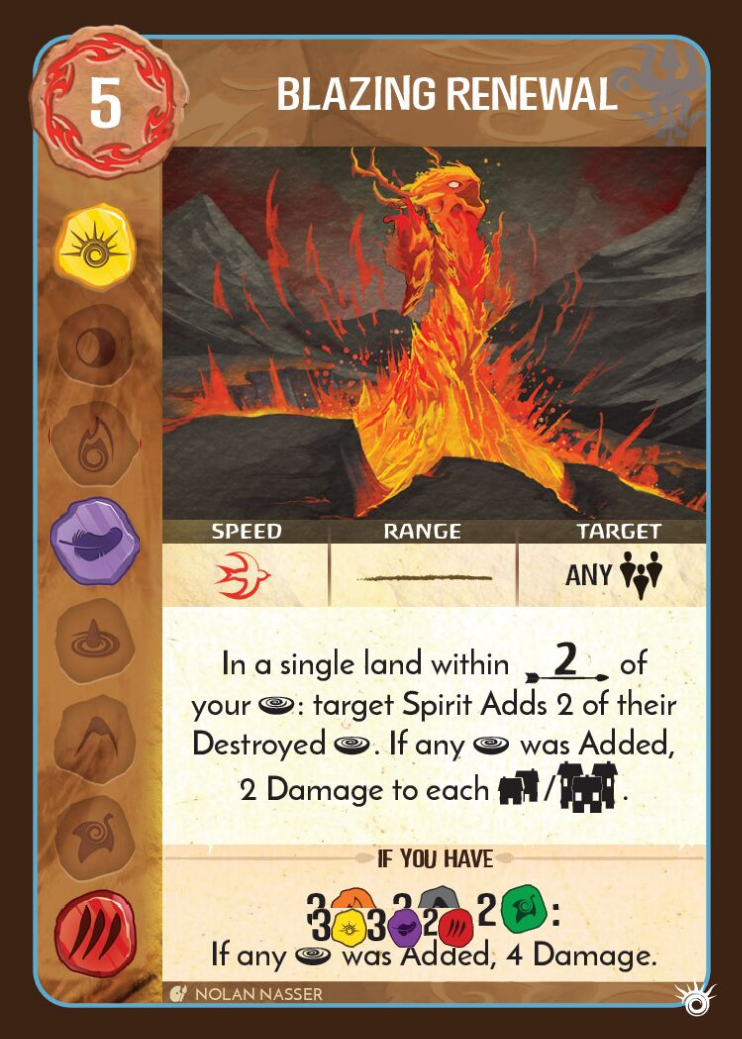 5
BLAZING RENEWAL
SPEED RANGE TARGET
ANY
In a single land within 2 of
your : target Spirit Adds 2 of their
Destroyed . If any was Added,
2 Damage to each / .
IF YOU HAVE
3 2 2 :
3 3 2
If any was Added, 4 Damage.
NOLAN NASSER